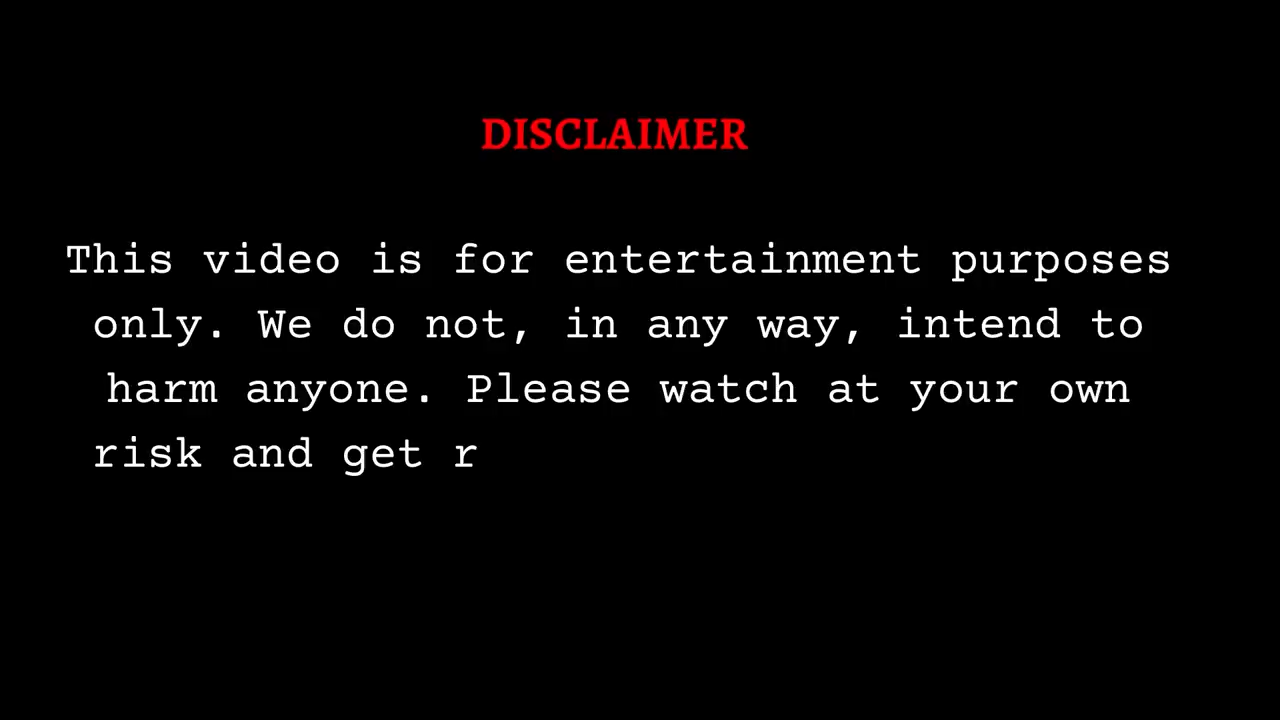 DISCLAIMER
This video is for entertainment purposes
only. We do not, in any way, intend to
harm anyone. Please watch at your own
risk and get r